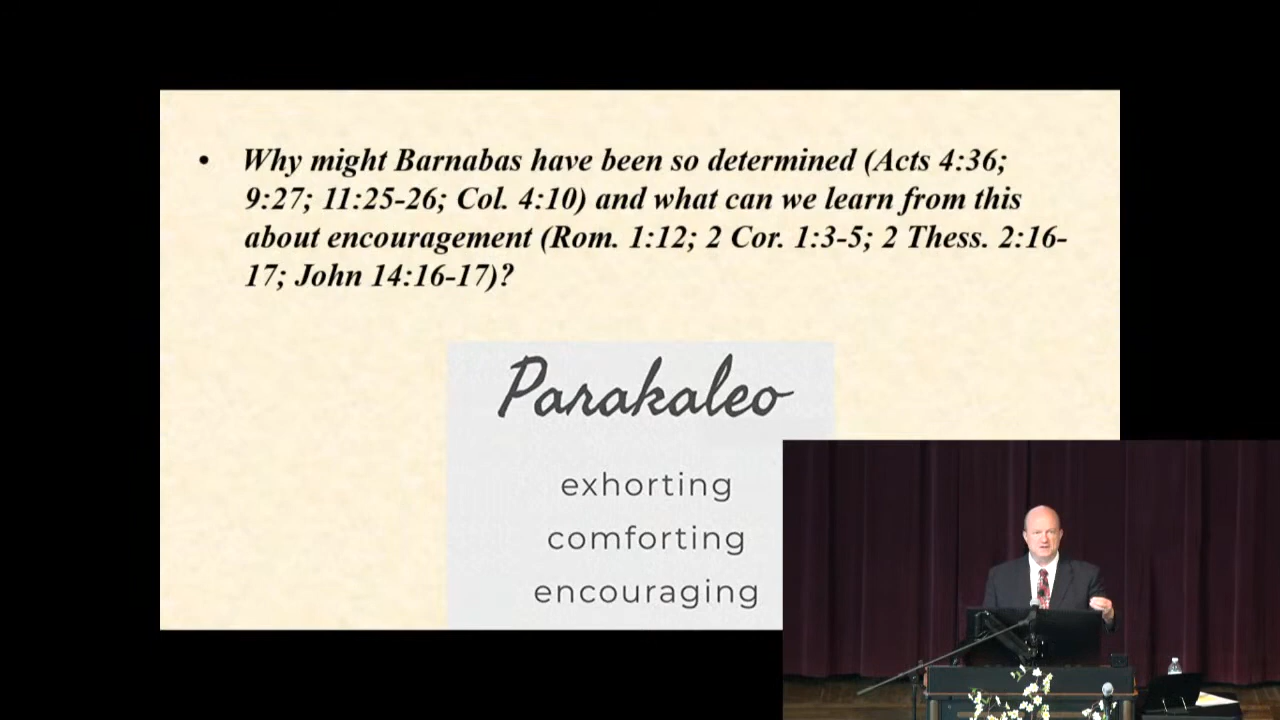 • Why might Barnabas have been so determined (Acts 4:36;
9:27; 11:25-26; Col. 4:10) and what can we learn from this
about encouragement (Rom. 1:12; 2 Cor. 1:3-5; 2 Thess. 2:16-
17; John 14:16-17)?
Parakaleo
exhorting
comforting
encouraging